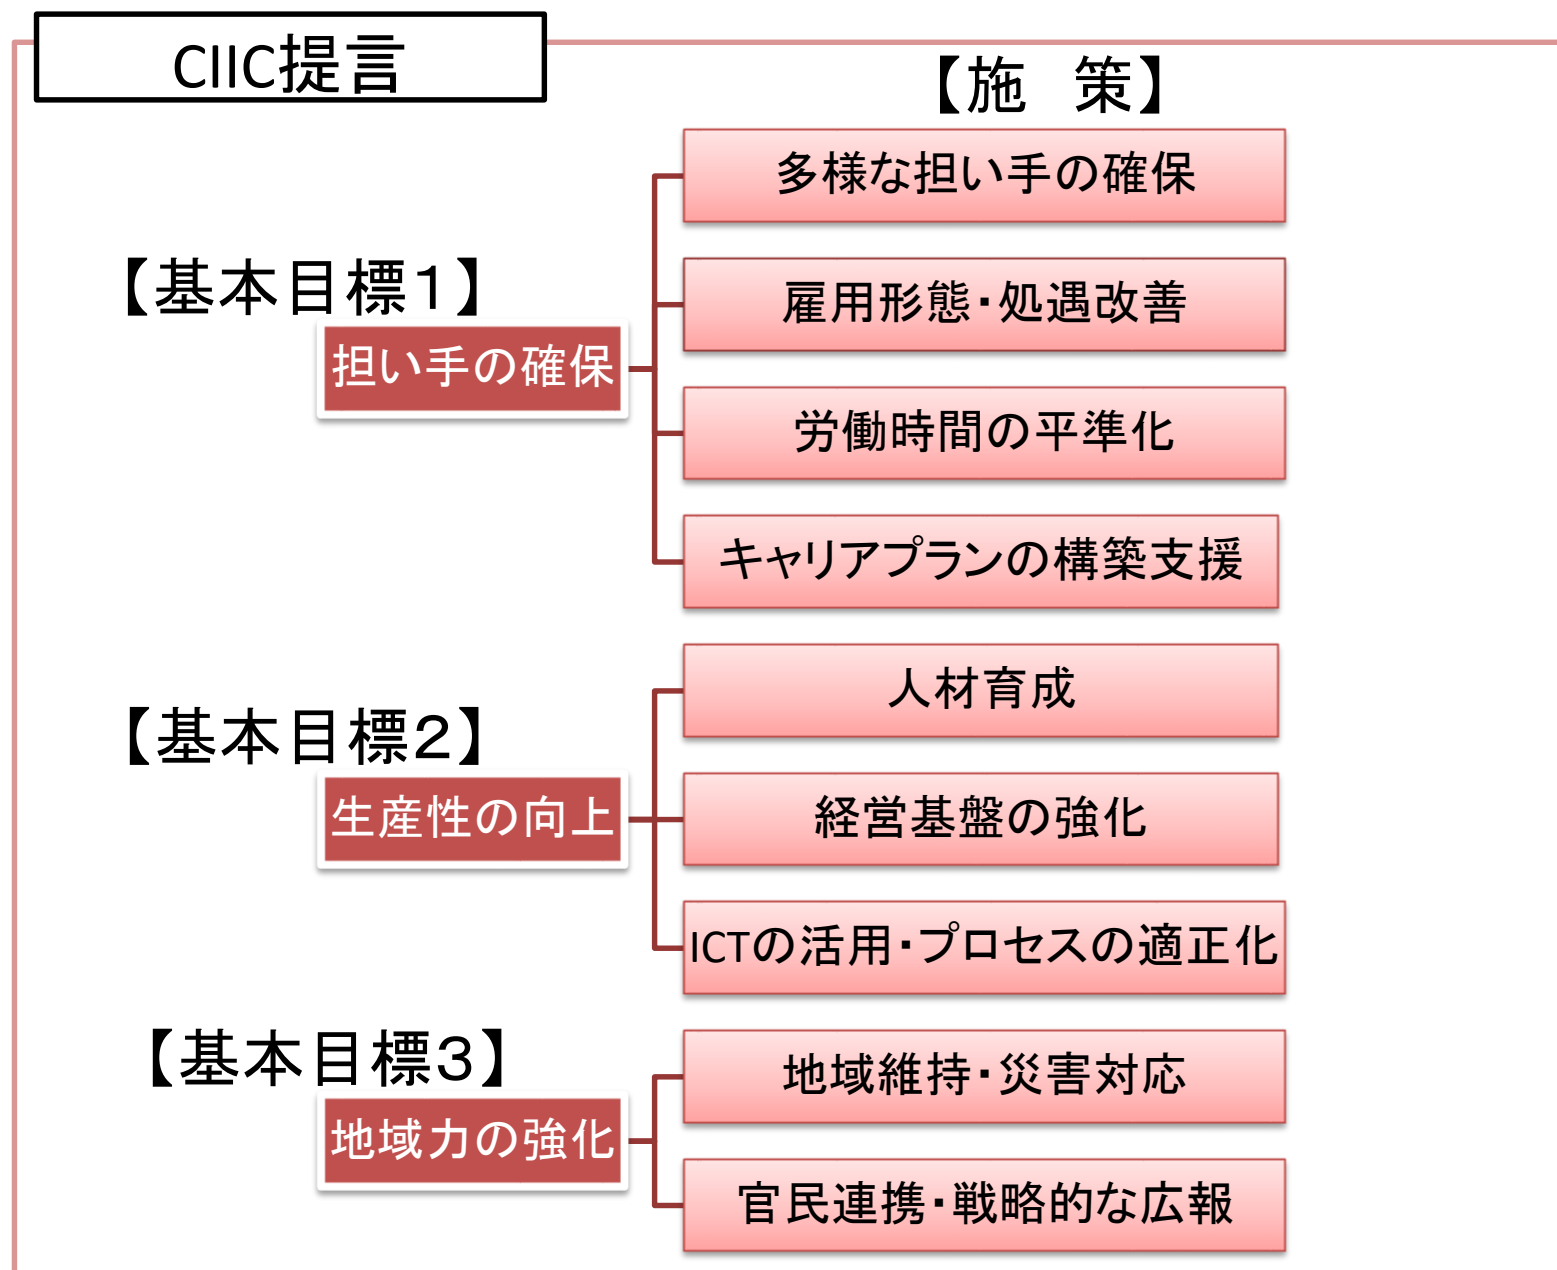 CIIC提言
【施　策】
【基本目標１】
担い手の確保
多様な担い手の確保
雇用形態・処遇改善
労働時間の平準化
キャリアプランの構築支援
【基本目標２】
生産性の向上
人材育成
経営基盤の強化
ICTの活用・プロセスの適正化
【基本目標３】
地域力の強化
地域維持・災害対応
官民連携・戦略的な広報